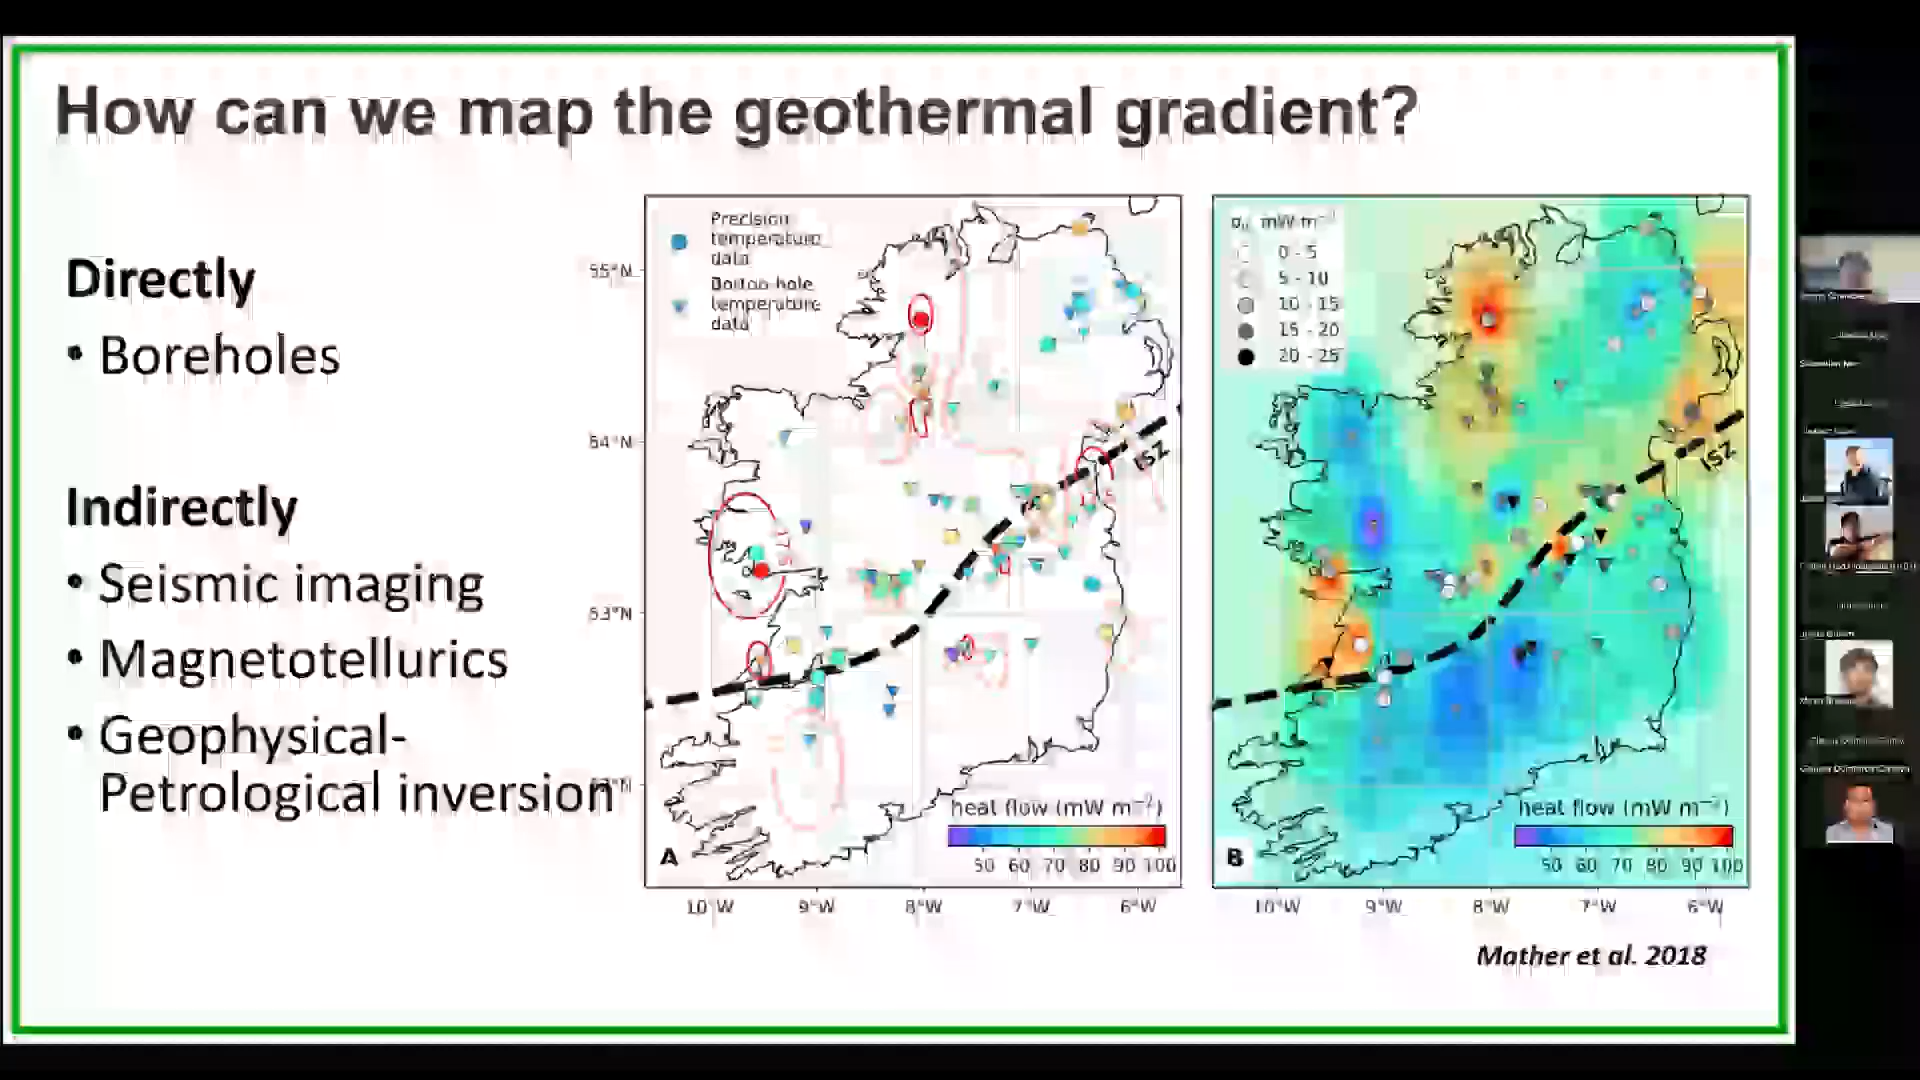 How can we map the geothermal gradient?
Directly
• Boreholes
Indirectly
• Seismic imaging
• Magnetotellurics
• Geophysical-
Petrological inversion
Precision
temperature
data
Bottom-hole
temperature
data
55°N
54°N
53°N
ISZ
heat flow (mW m⁻²)
50 60 70 80 90 100
A
10°W 9°W 8°W 7°W 6°W
mW m⁻²
0 - 5
5 - 10
10 - 15
15 - 20
20 - 25
ISZ
heat flow (mW m⁻²)
50 60 70 80 90 100
B
10°W 9°W 8°W 7°W 6°W
Mather et al. 2018